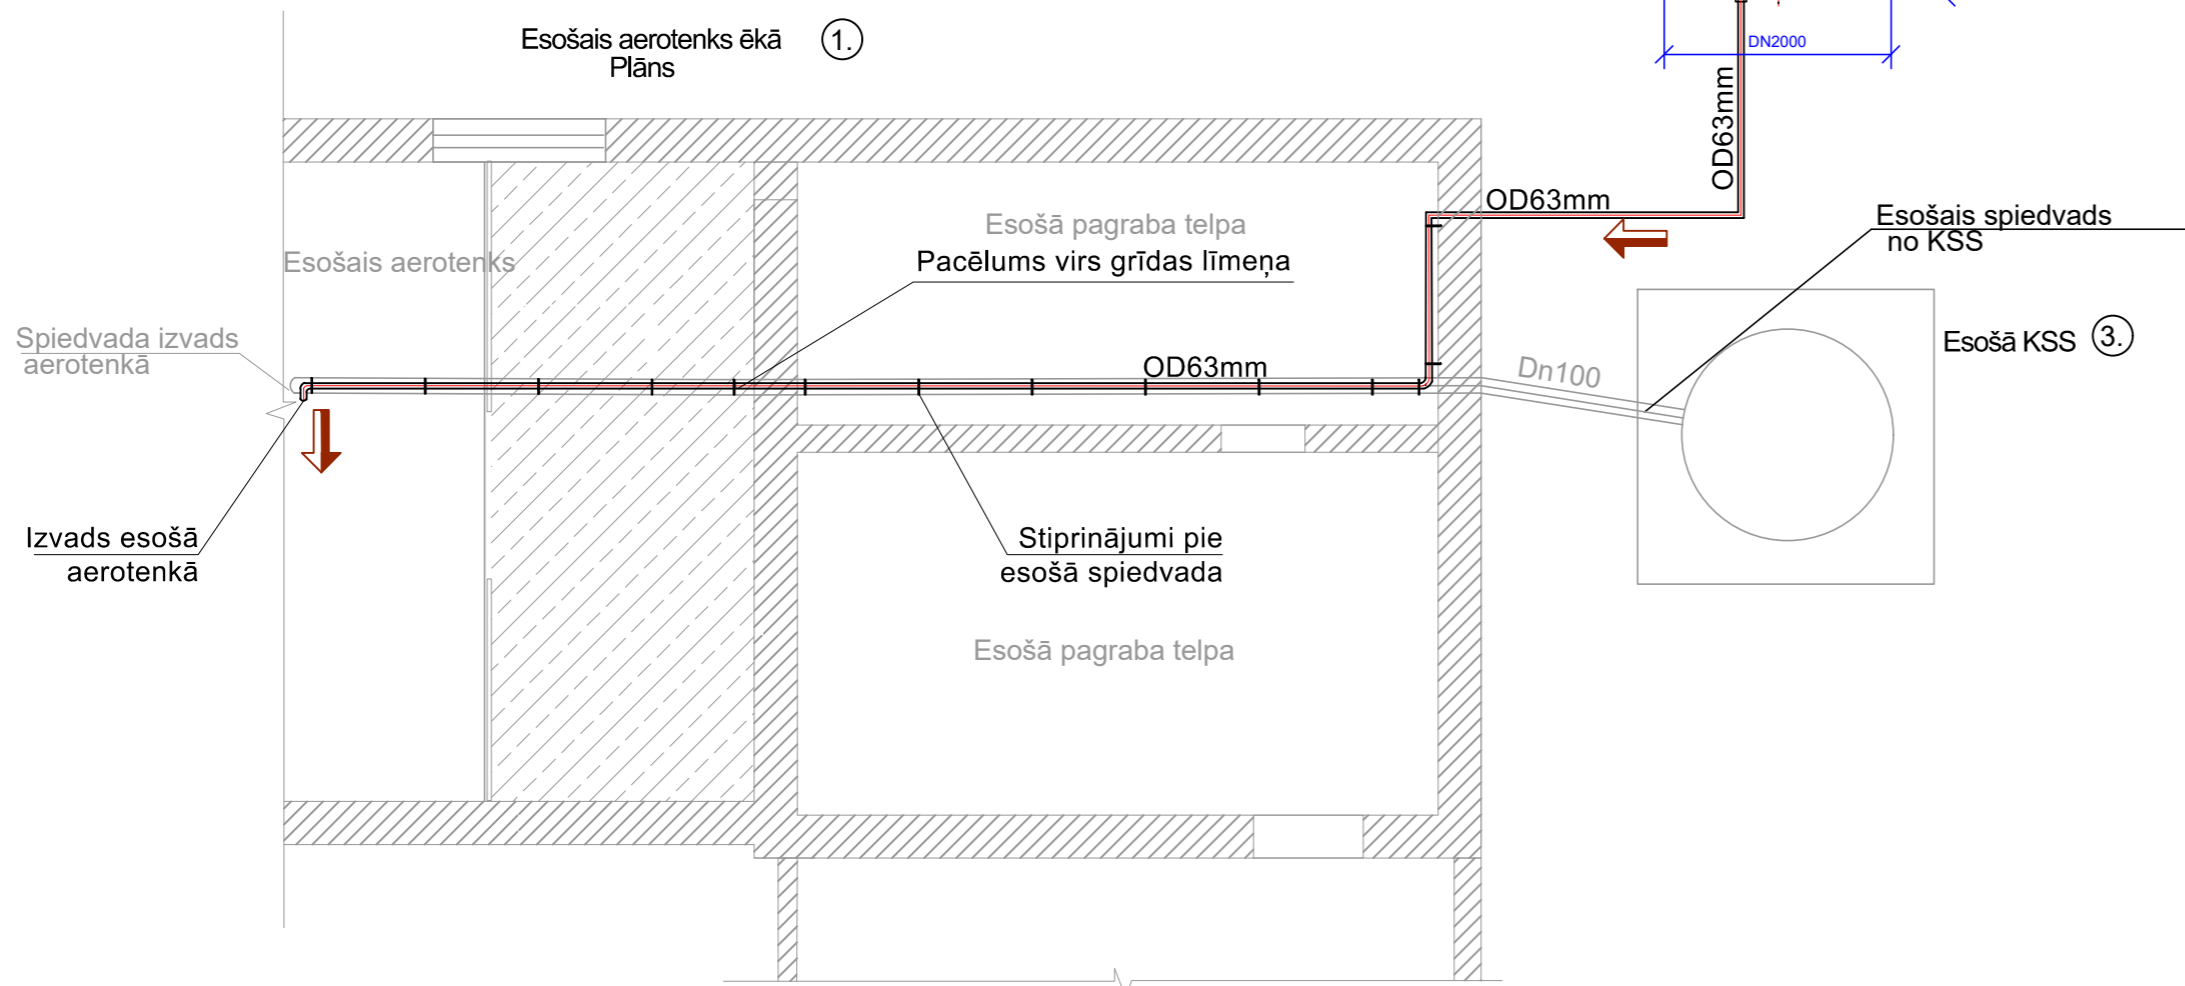 Esošais aerotenks ēkā 1.
Plāns
DN2000
OD63mm
OD63mm
Esošā pagraba telpa
Pacēlums virs grīdas līmeņa
Esošais spiedvads
no KSS
Esošais aerotenks
Spiedvada izvads
aerotenkā
OD63mm
Dn100
Esošā KSS 3.
Izvads esošā
aerotenkā
Stiprinājumi pie
esošā spiedvada
Esošā pagraba telpa